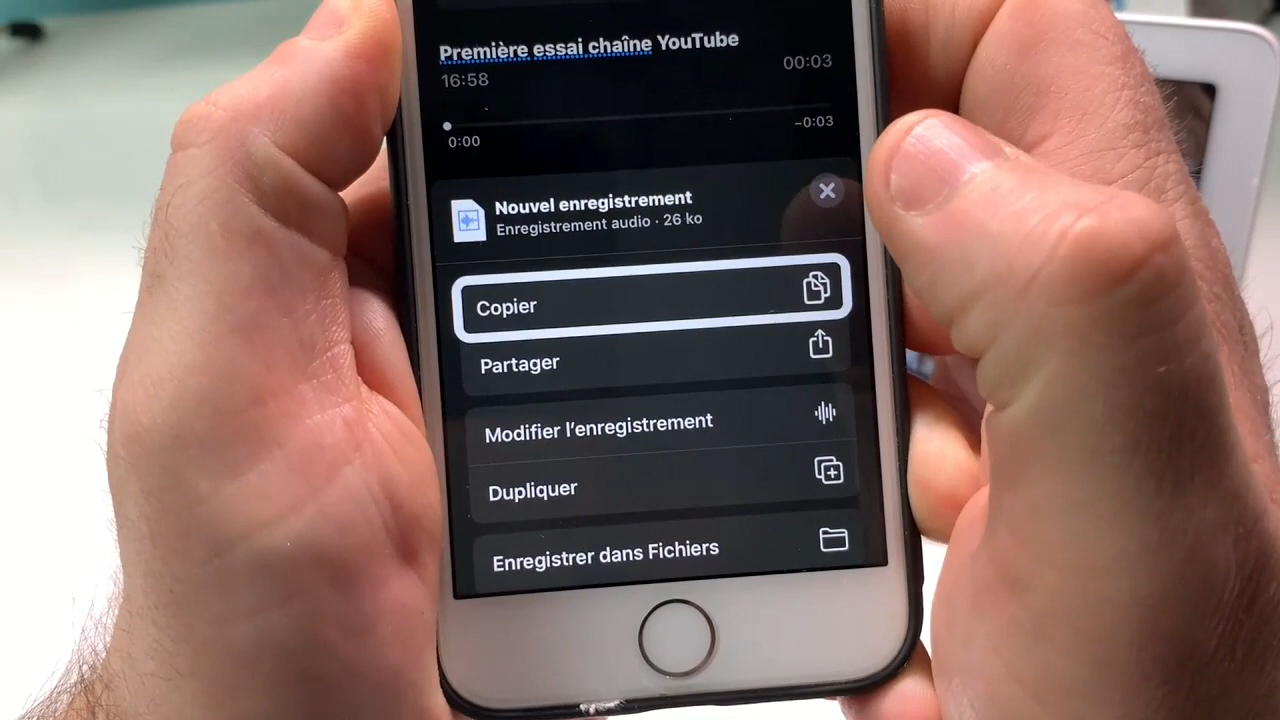 Première essai chaîne YouTube
16:58 00:03
0:00 −0:03
Nouvel enregistrement
Enregistrement audio · 26 ko
Copier
Partager
Modifier l’enregistrement
Dupliquer
Enregistrer dans Fichiers